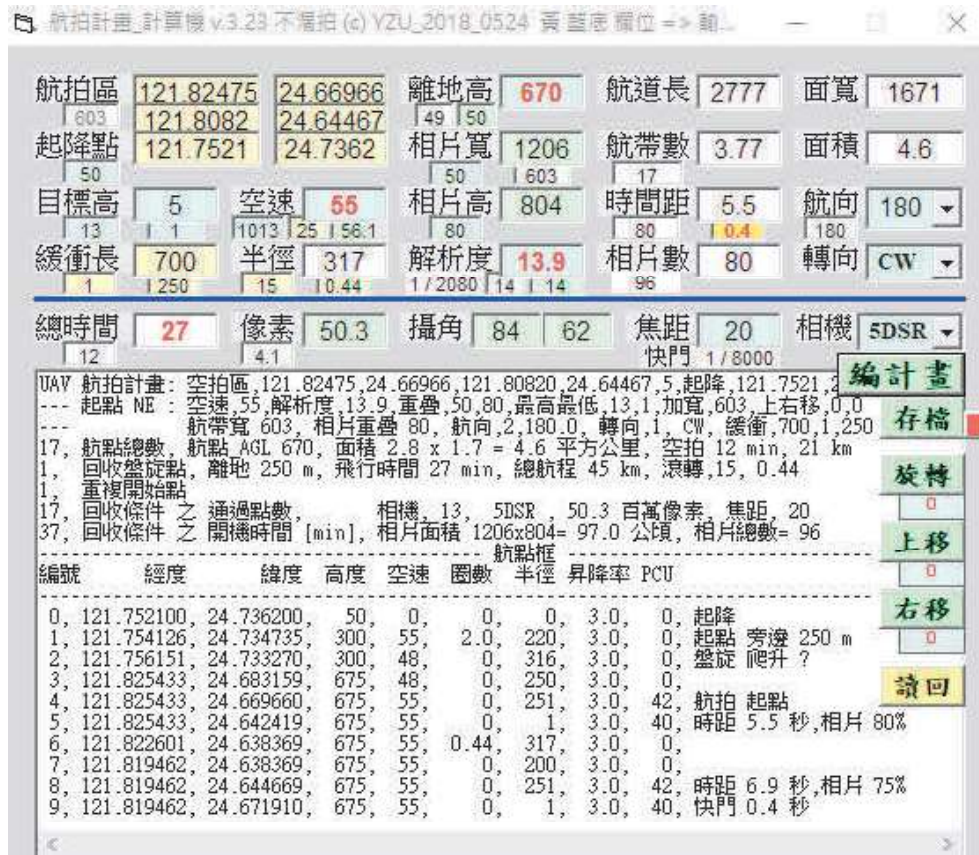 航拍計畫_計算機 v.3.23 不漏拍 (c) YZU_2018_0524 黃 藍底 欄位 => 輸...
航拍區 121.82475 24.66966 離地高 670 航道長 2777 面寬 1671
603 121.8082 24.64467 49 50
起降點 121.7521 24.7362 相片寬 1206 航帶數 3.77 面積 4.6
50 50 603 17
目標高 5 空速 55 相片高 804 時間距 5.5 航向 180
13 1 1013 25 56.1 80 80 0.4 180
緩衝長 700 半徑 317 解析度 13.9 相片數 80 轉向 CW
1 250 15 0.44 1/2080 14 14 96
總時間 27 像素 50.3 攝角 84 62 焦距 20 相機 5DSR
12 4.1 快門 1/8000
編計畫
存檔
旋轉
0
上移
0
右移
0
讀回
UAV 航拍計畫: 空拍區,121.82475,24.66966,121.80820,24.64467,5,起降,121.7521,
--- 起點 NE : 空速,55,解析度,13.9,重疊,50,80,最高最低,13,1,加寬,603,上右移,0,0
--- 航帶寬 603, 相片重疊 80, 航向,2,180.0, 轉向,1, CW, 緩衝,700,1,250
17, 航點總數, 航點 AGL 670, 面積 2.8 x 1.7 = 4.6 平方公里, 空拍 12 min, 21 km
1, 回收盤旋點, 離地 250 m, 飛行時間 27 min, 總航程 45 km, 滾轉,15, 0.44
1, 重複開始點
17, 回收條件 之 通過點數, 相機, 13, 5DSR , 50.3 百萬像素, 焦距, 20
37, 回收條件 之 開機時間 [min], 相片面積 1206x804= 97.0 公頃, 相片總數= 96
航點框
編號 經度 緯度 高度 空速 圈數 半徑 昇降率 PCU
0, 121.752100, 24.736200, 50, 0, 0, 0, 3.0, 0, 起降
1, 121.754126, 24.734735, 300, 55, 2.0, 220, 3.0, 0, 起點 旁邊 250 m
2, 121.756151, 24.733270, 300, 48, 0, 316, 3.0, 0, 盤旋 爬升 ?
3, 121.825433, 24.683159, 675, 48, 0, 250, 3.0, 0,
4, 121.825433, 24.669660, 675, 55, 0, 251, 3.0, 42, 航拍 起點
5, 121.825433, 24.642419, 675, 55, 0, 1, 3.0, 40, 時距 5.5 秒,相片 80%
6, 121.822601, 24.638369, 675, 55, 0.44, 317, 3.0, 0,
7, 121.819462, 24.638369, 675, 55, 0, 200, 3.0, 0,
8, 121.819462, 24.644669, 675, 55, 0, 251, 3.0, 42, 時距 6.9 秒,相片 75%
9, 121.819462, 24.671910, 675, 55, 0, 1, 3.0, 40, 快門 0.4 秒